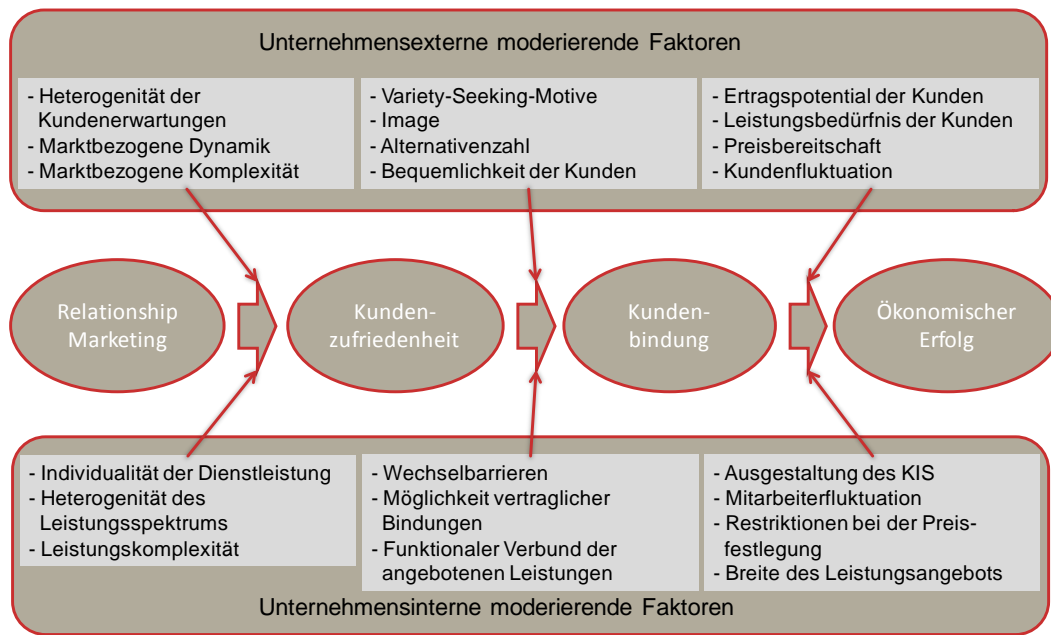 Unternehmensexterne moderierende Faktoren
- Heterogenität der
Kundenerwartungen
- Marktbezogene Dynamik
- Marktbezogene Komplexität
- Variety-Seeking-Motive
- Image
- Alternativenzahl
- Bequemlichkeit der Kunden
- Ertragspotential der Kunden
- Leistungsbedürfnis der Kunden
- Preisbereitschaft
- Kundenfluktuation
Relationship
Marketing
Kunden-
zufriedenheit
Kunden-
bindung
Ökonomischer
Erfolg
- Individualität der Dienstleistung
- Heterogenität des
Leistungsspektrums
- Leistungskomplexität
- Wechselbarrieren
- Möglichkeit vertraglicher
Bindungen
- Funktionaler Verbund der
angebotenen Leistungen
- Ausgestaltung des KIS
- Mitarbeiterfluktuation
- Restriktionen bei der Preis-
festlegung
- Breite des Leistungsangebots
Unternehmensinterne moderierende Faktoren